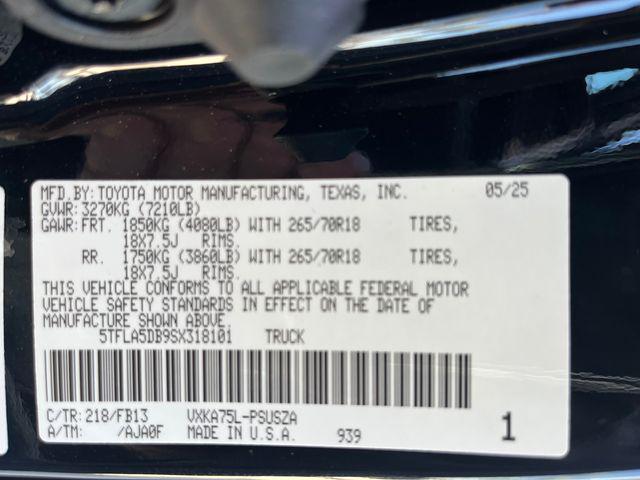 MFD.BY:TOYOTA MOTOR MANUFACTURING, TEXAS, INC. 05/25
GVWR:3270KG (7210LB)
GAWR:FRT. 1850KG (4080LB) WITH 265/70R18 TIRES,
18X7.5J RIMS.
RR. 1750KG (3860LB) WITH 265/70R18 TIRES,
18X7.5J RIMS.
THIS VEHICLE CONFORMS TO ALL APPLICABLE FEDERAL MOTOR
VEHICLE SAFETY STANDARDS IN EFFECT ON THE DATE OF
MANUFACTURE SHOWN ABOVE.
5TFLA5DB9SX318101 TRUCK
C/TR:218/FB13 VXKA75L-PSUSZA
A/TM: /AJA0F MADE IN U.S.A. 939 1